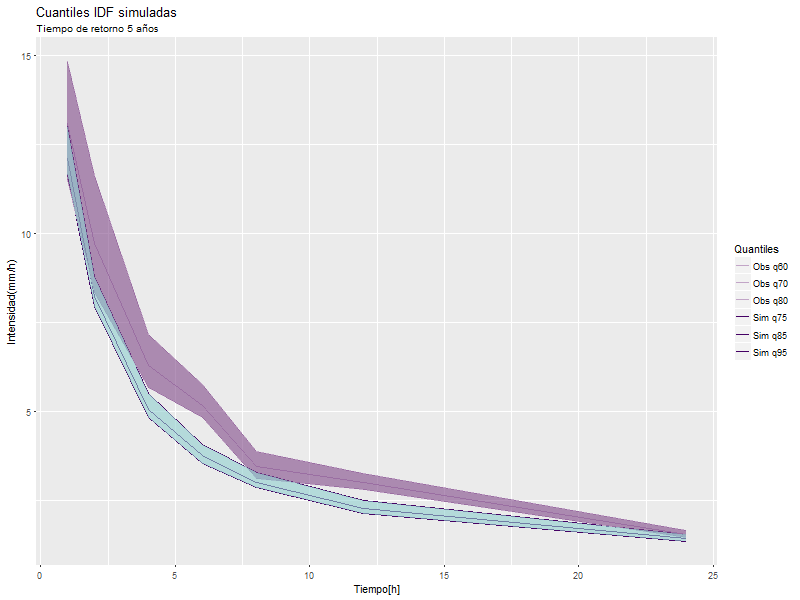 Cuantiles IDF simuladas
Tiempo de retorno 5 años
15
10
5
0 5 10 15 20 25
Tiempo[h]
Intensidad(mm/h)
Quantiles
Obs q60
Obs q70
Obs q80
Sim q75
Sim q85
Sim q95